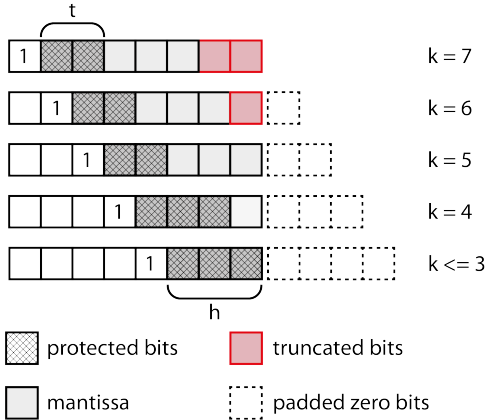 t
1 k = 7
1 k = 6
1 k = 5
1 k = 4
1 k <= 3
h
protected bits truncated bits
mantissa padded zero bits